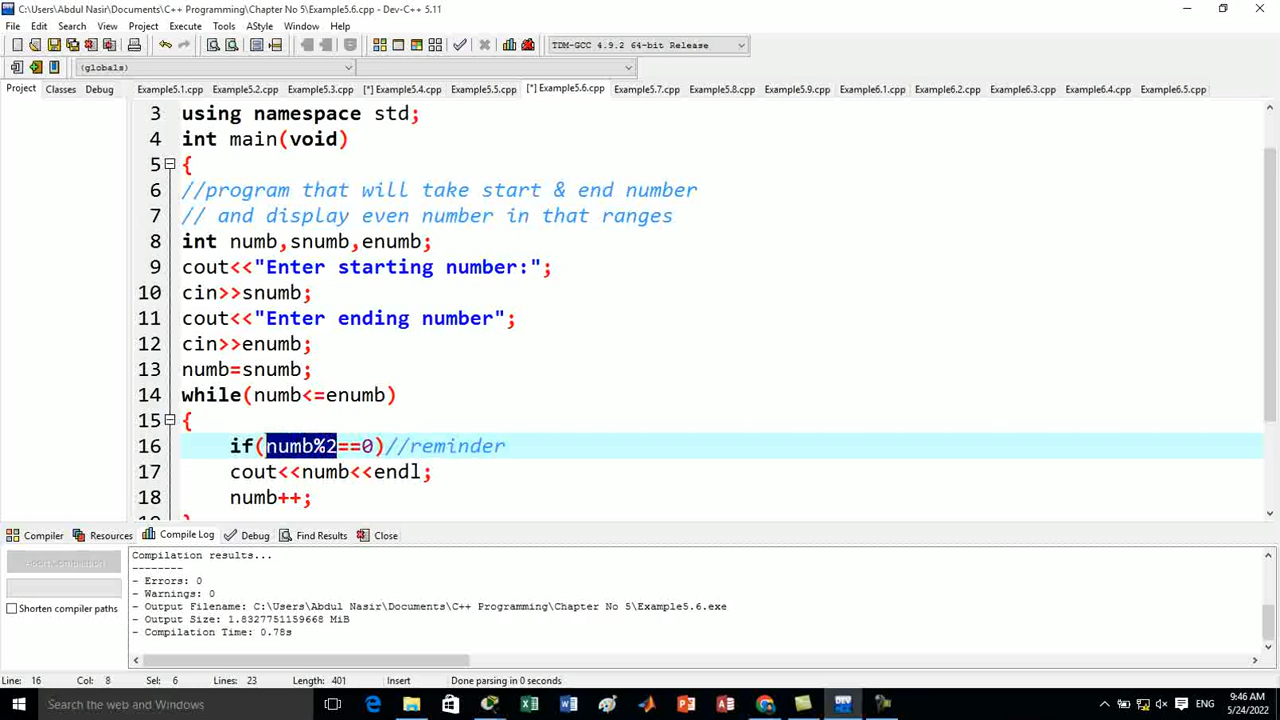 C:\Users\Abdul Nasir\Documents\C++ Programming\Chapter No 5\Example5.6.cpp - Dev-C++ 5.11
File Edit Search View Project Execute Tools AStyle Window Help
TDM-GCC 4.9.2 64-bit Release
(globals)
Project Classes Debug Example5.1.cpp Example5.2.cpp Example5.3.cpp [*] Example5.4.cpp Example5.5.cpp [*] Example5.6.cpp Example5.7.cpp Example5.8.cpp Example5.9.cpp Example6.1.cpp Example6.2.cpp Example6.3.cpp Example6.4.cpp Example6.5.cpp
3 using namespace std;
4 int main(void)
5 {
6 //program that will take start & end number
7 // and display even number in that ranges
8 int numb,snumb,enumb;
9 cout<<"Enter starting number:";
10 cin>>snumb;
11 cout<<"Enter ending number";
12 cin>>enumb;
13 numb=snumb;
14 while(numb<=enumb)
15 {
16 if(numb%2==0)//reminder
17 cout<<numb<<endl;
18 numb++;
Compiler Resources Compile Log Debug Find Results Close
Abort Compilation
Shorten compiler paths
Compilation results...
--------
- Errors: 0
- Warnings: 0
- Output Filename: C:\Users\Abdul Nasir\Documents\C++ Programming\Chapter No 5\Example5.6.exe
- Output Size: 1.8327751159668 MiB
- Compilation Time: 0.78s
Line: 16 Col: 8 Sel: 6 Lines: 23 Length: 401 Insert Done parsing in 0 seconds
Search the web and Windows
DEV
ENG
9:46 AM
5/24/2022